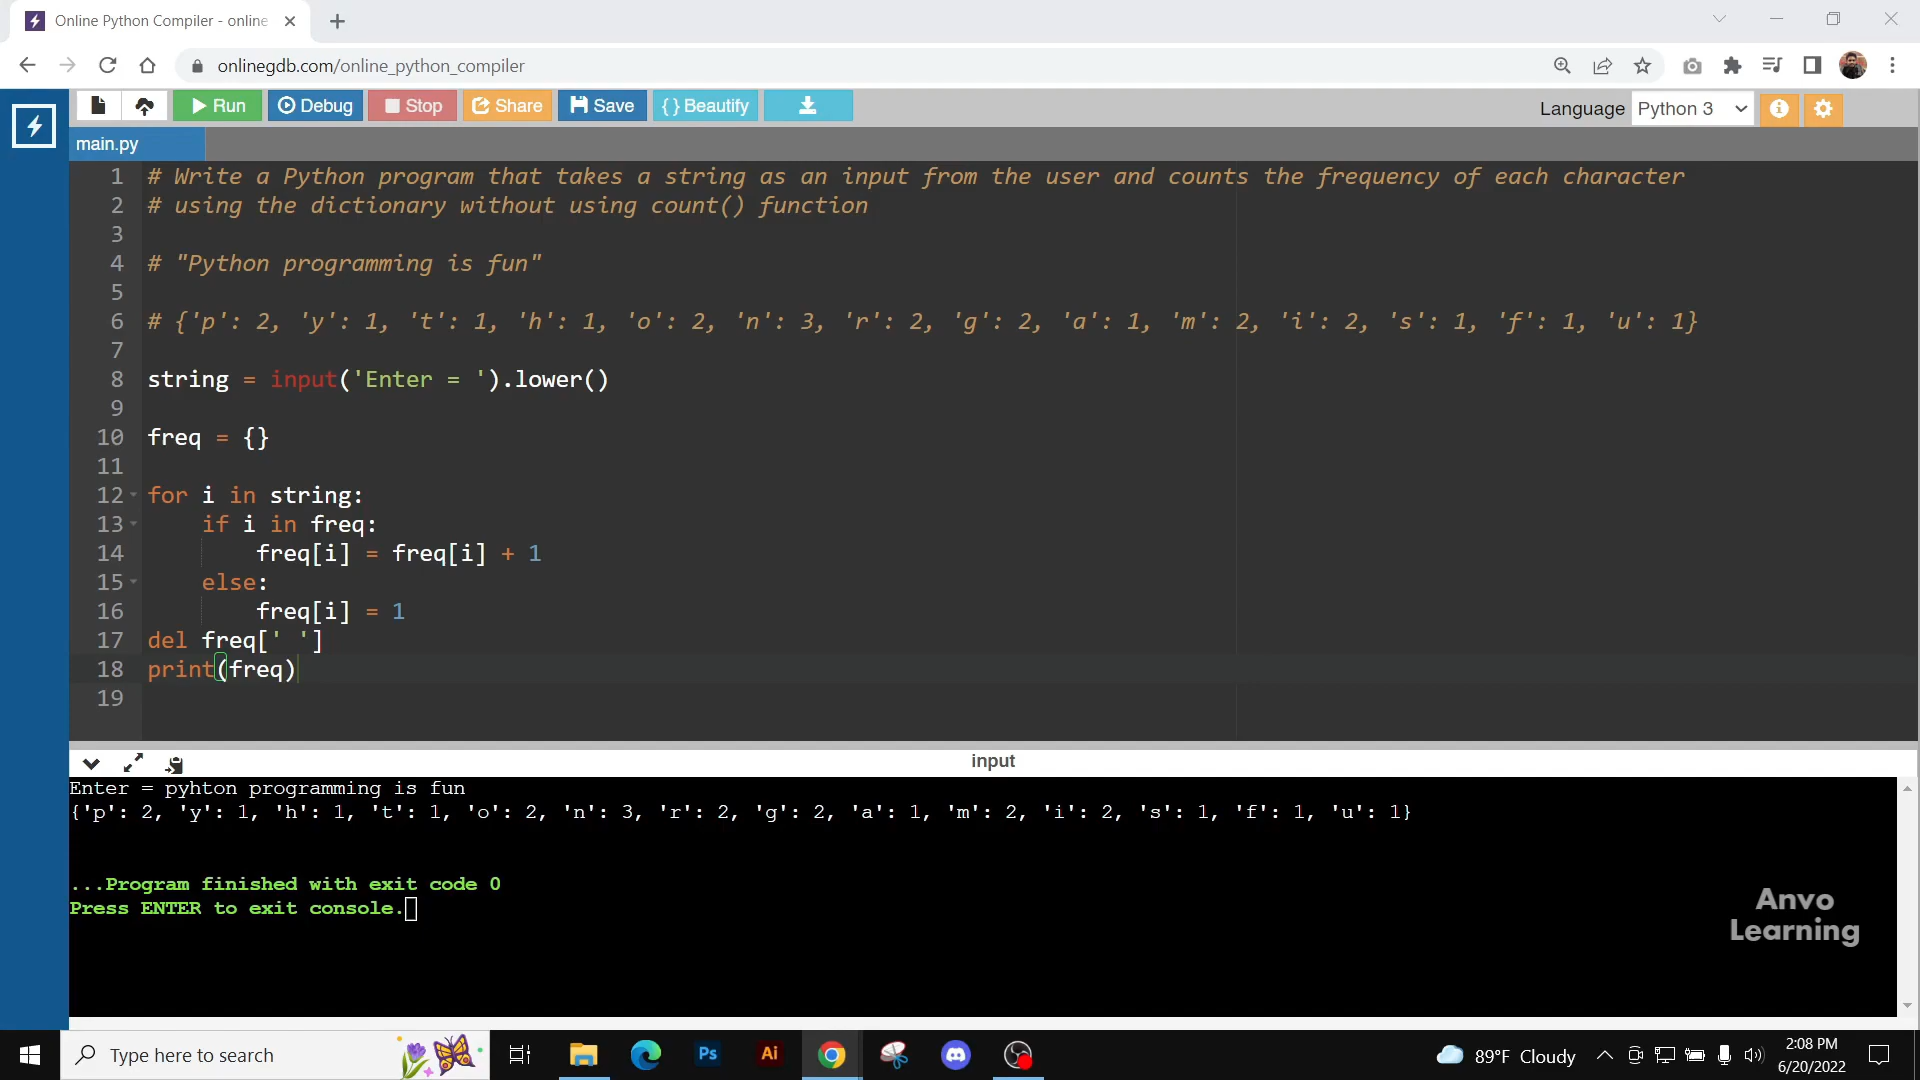 Online Python Compiler - online
onlinegdb.com/online_python_compiler
Run Debug Stop Share Save { } Beautify
Language Python 3
main.py
1 # Write a Python program that takes a string as an input from the user and counts the frequency of each character
2 # using the dictionary without using count() function
3
4 # "Python programming is fun"
5
6 # {'p': 2, 'y': 1, 't': 1, 'h': 1, 'o': 2, 'n': 3, 'r': 2, 'g': 2, 'a': 1, 'm': 2, 'i': 2, 's': 1, 'f': 1, 'u': 1}
7
8 string = input('Enter = ').lower()
9
10 freq = {}
11
12 for i in string:
13     if i in freq:
14         freq[i] = freq[i] + 1
15     else:
16         freq[i] = 1
17 del freq[' ']
18 print(freq)
19
input
Enter = pyhton programming is fun
{'p': 2, 'y': 1, 'h': 1, 't': 1, 'o': 2, 'n': 3, 'r': 2, 'g': 2, 'a': 1, 'm': 2, 'i': 2, 's': 1, 'f': 1, 'u': 1}
...Program finished with exit code 0
Press ENTER to exit console.
Anvo
Learning
Type here to search
Ps
Ai
89°F Cloudy
2:08 PM
6/20/2022